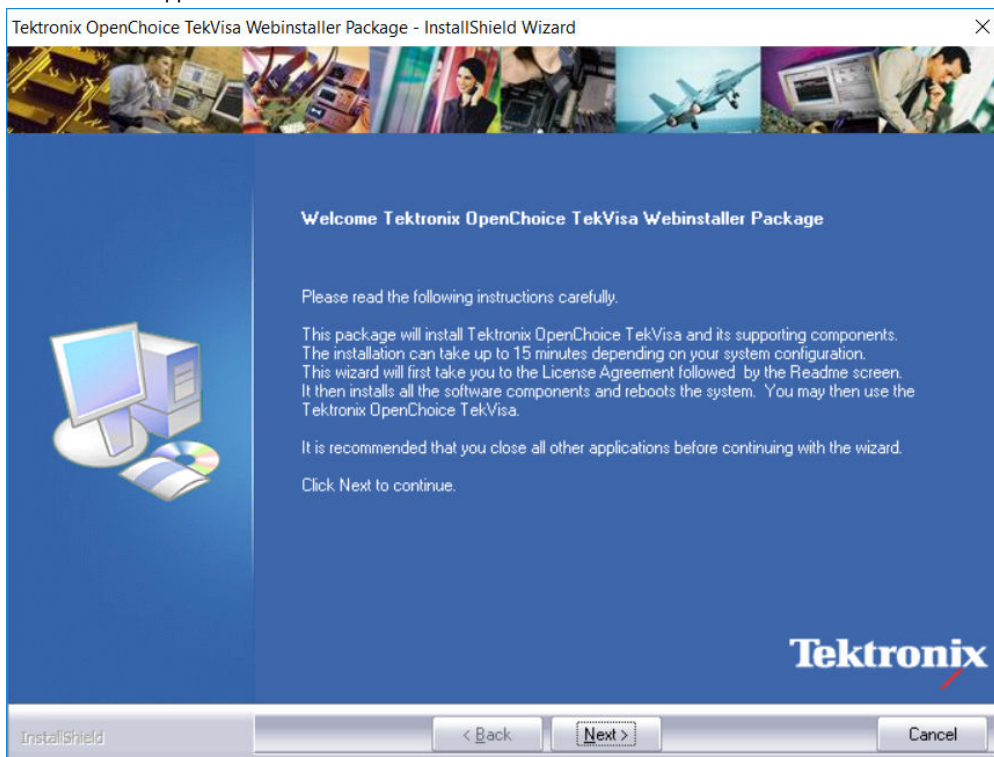 Tektronix OpenChoice TekVisa Webinstaller Package - InstallShield Wizard
Welcome Tektronix OpenChoice TekVisa Webinstaller Package
Please read the following instructions carefully.
This package will install Tektronix OpenChoice TekVisa and its supporting components.
The installation can take up to 15 minutes depending on your system configuration.
This wizard will first take you to the License Agreement followed by the Readme screen.
It then installs all the software components and reboots the system. You may then use the
Tektronix OpenChoice TekVisa.
It is recommended that you close all other applications before continuing with the wizard.
Click Next to continue.
Tektronix
InstallShield
< Back
Next >
Cancel